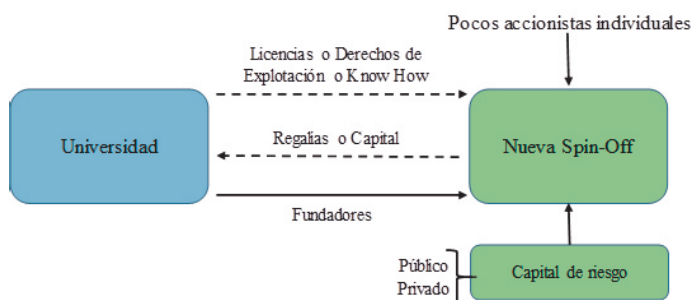 Pocos accionistas individuales
Licencias o Derechos de
Explotación o Know How
Universidad
Regalías o Capital
Nueva Spin-Off
Fundadores
Público
Privado
Capital de riesgo